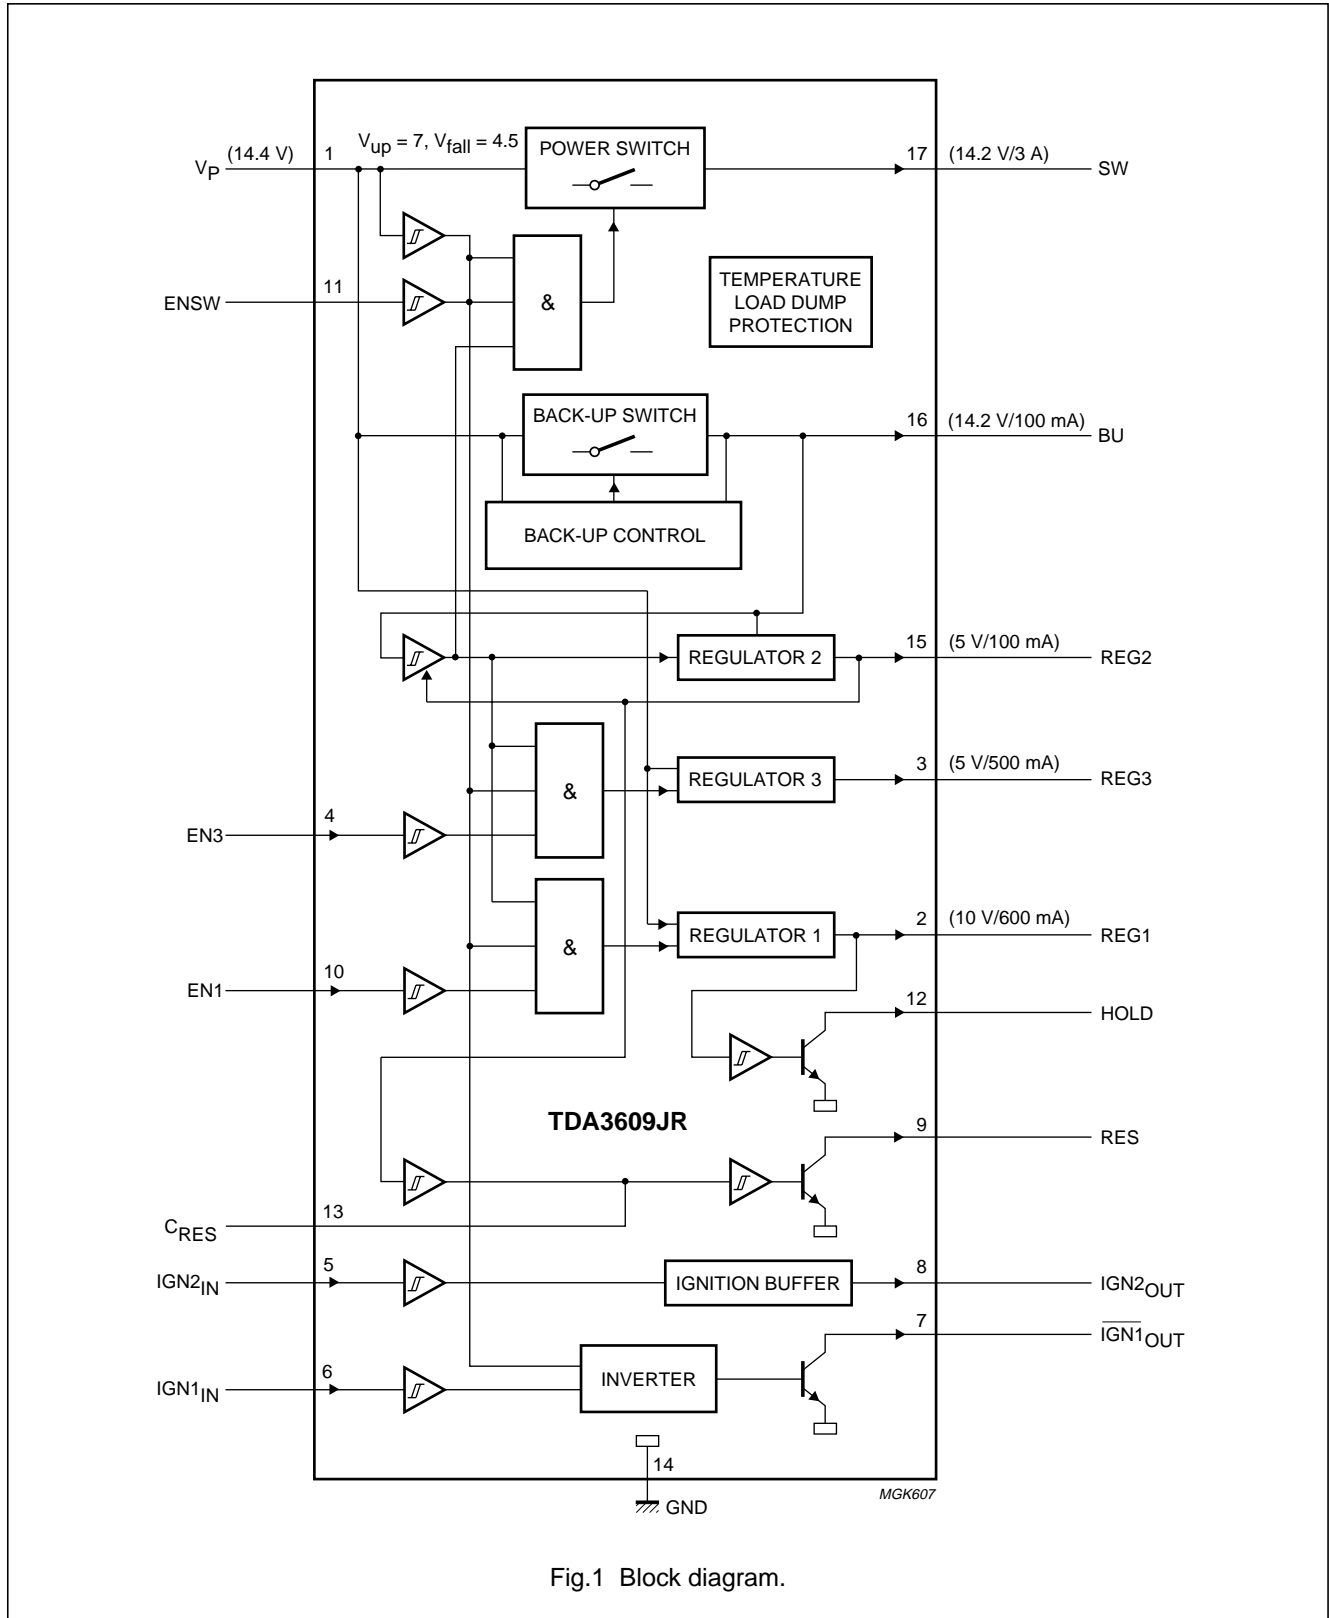 V_P (14.4 V) 1 V_up = 7, V_fall = 4.5
POWER SWITCH
17 (14.2 V/3 A) SW
ENSW 11
&
TEMPERATURE
LOAD DUMP
PROTECTION
BACK-UP SWITCH
16 (14.2 V/100 mA) BU
BACK-UP CONTROL
REGULATOR 2
15 (5 V/100 mA) REG2
&
REGULATOR 3
3 (5 V/500 mA) REG3
EN3 4
&
REGULATOR 1
2 (10 V/600 mA) REG1
EN1 10
12 HOLD
TDA3609JR
9 RES
C_RES 13
IGN2_IN 5
IGNITION BUFFER
8 IGN2_OUT
7 I̅G̅N̅1̅_OUT
IGN1_IN 6
INVERTER
14
GND
MGK607
Fig.1 Block diagram.